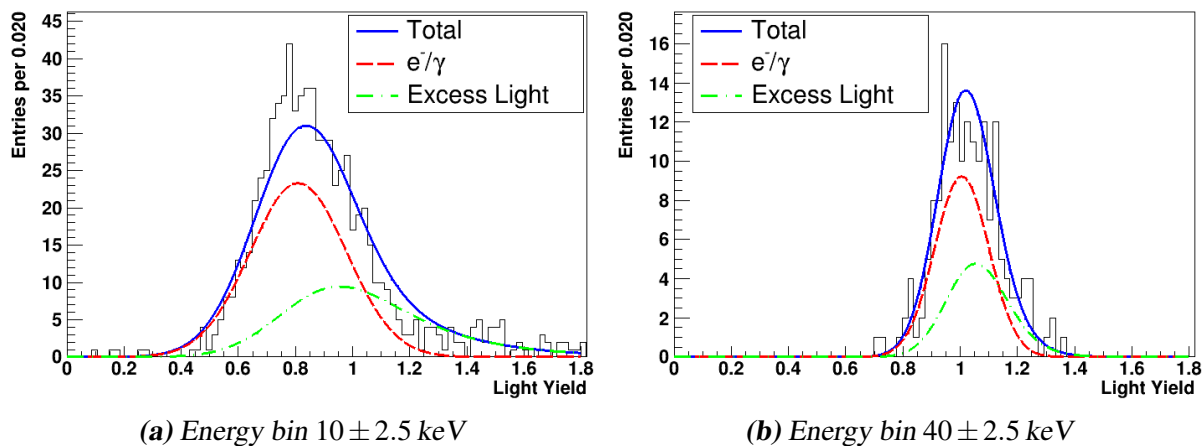 Entries per 0.020
45
40
35
30
25
20
15
10
5
0
Total
e⁻/γ
Excess Light
0 0.2 0.4 0.6 0.8 1 1.2 1.4 1.6 1.8
Light Yield
(a) Energy bin 10 ± 2.5 keV
Entries per 0.020
16
14
12
10
8
6
4
2
0
Total
e⁻/γ
Excess Light
0 0.2 0.4 0.6 0.8 1 1.2 1.4 1.6 1.8
Light Yield
(b) Energy bin 40 ± 2.5 keV